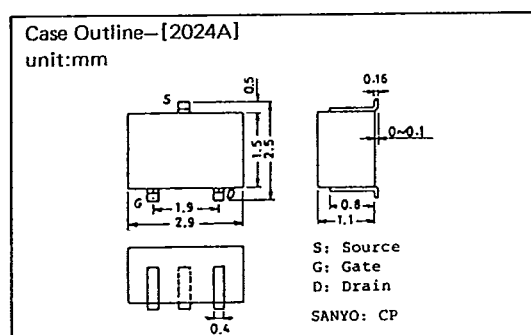 Case Outline—[2024A]
unit:mm
S
0.5
1.5
2.5
G
D
1.9
2.9
0.16
0~0.1
0.8
1.1
0.4
S: Source
G: Gate
D: Drain
SANYO: CP